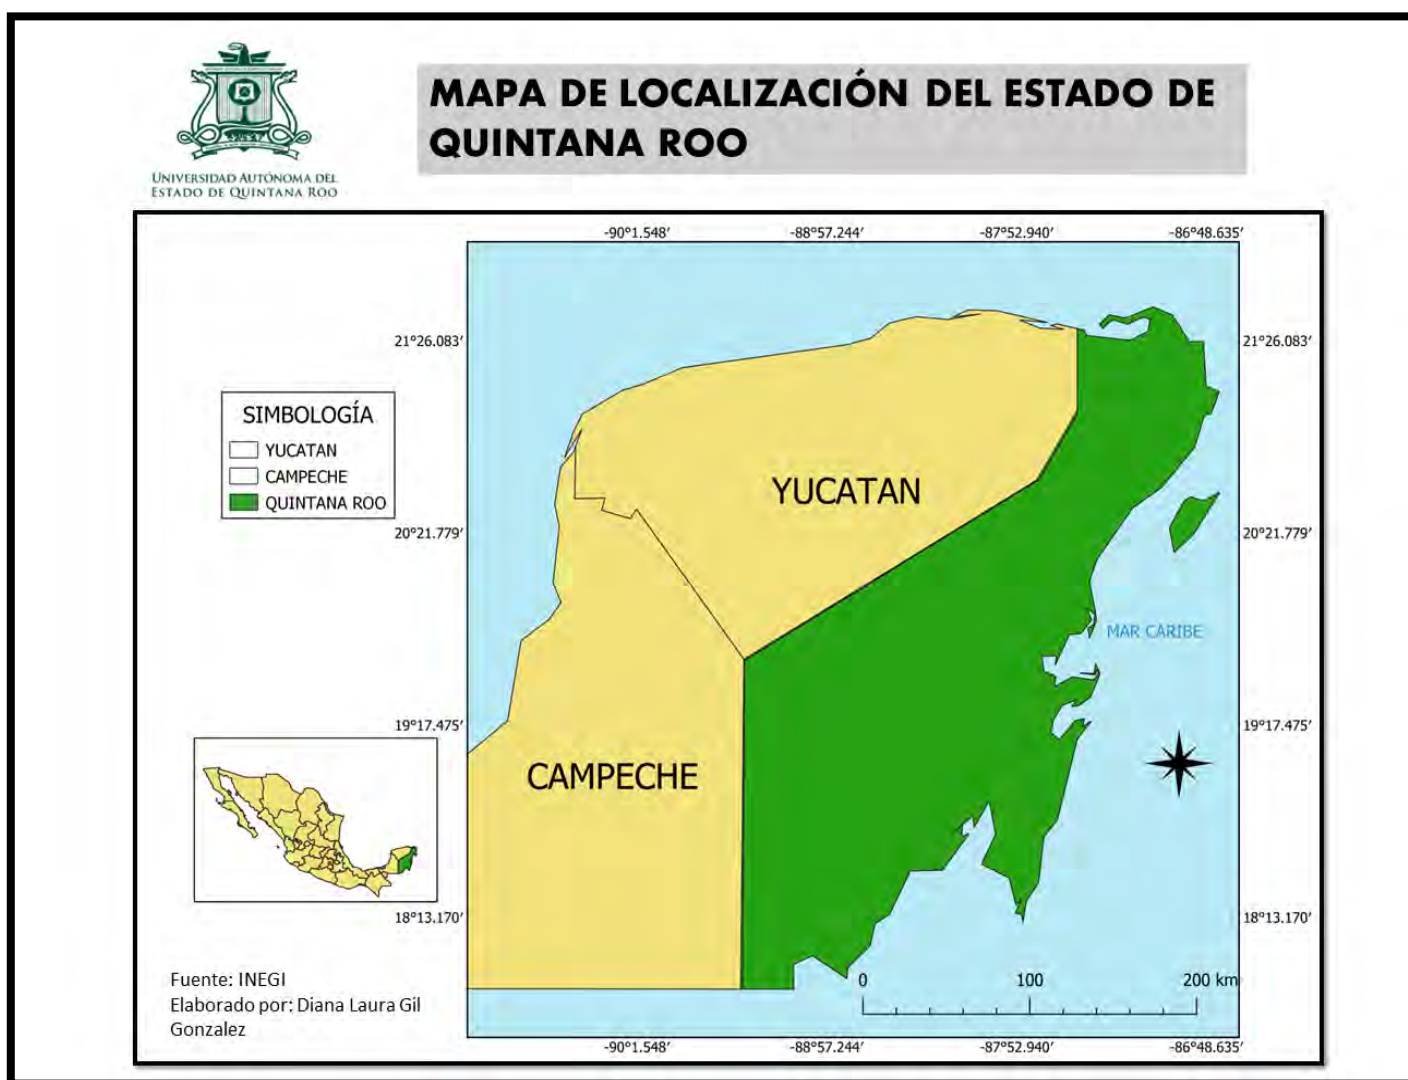 UNIVERSIDAD AUTÓNOMA DEL
ESTADO DE QUINTANA ROO
MAPA DE LOCALIZACIÓN DEL ESTADO DE
QUINTANA ROO
-90°1.548′
-88°57.244′
-87°52.940′
-86°48.635′
21°26.083′
21°26.083′
SIMBOLOGÍA
YUCATAN
CAMPECHE
QUINTANA ROO
YUCATAN
20°21.779′
20°21.779′
MAR CARIBE
19°17.475′
19°17.475′
CAMPECHE
18°13.170′
18°13.170′
Fuente: INEGI
Elaborado por: Diana Laura Gil
Gonzalez
0
100
200 km
-90°1.548′
-88°57.244′
-87°52.940′
-86°48.635′